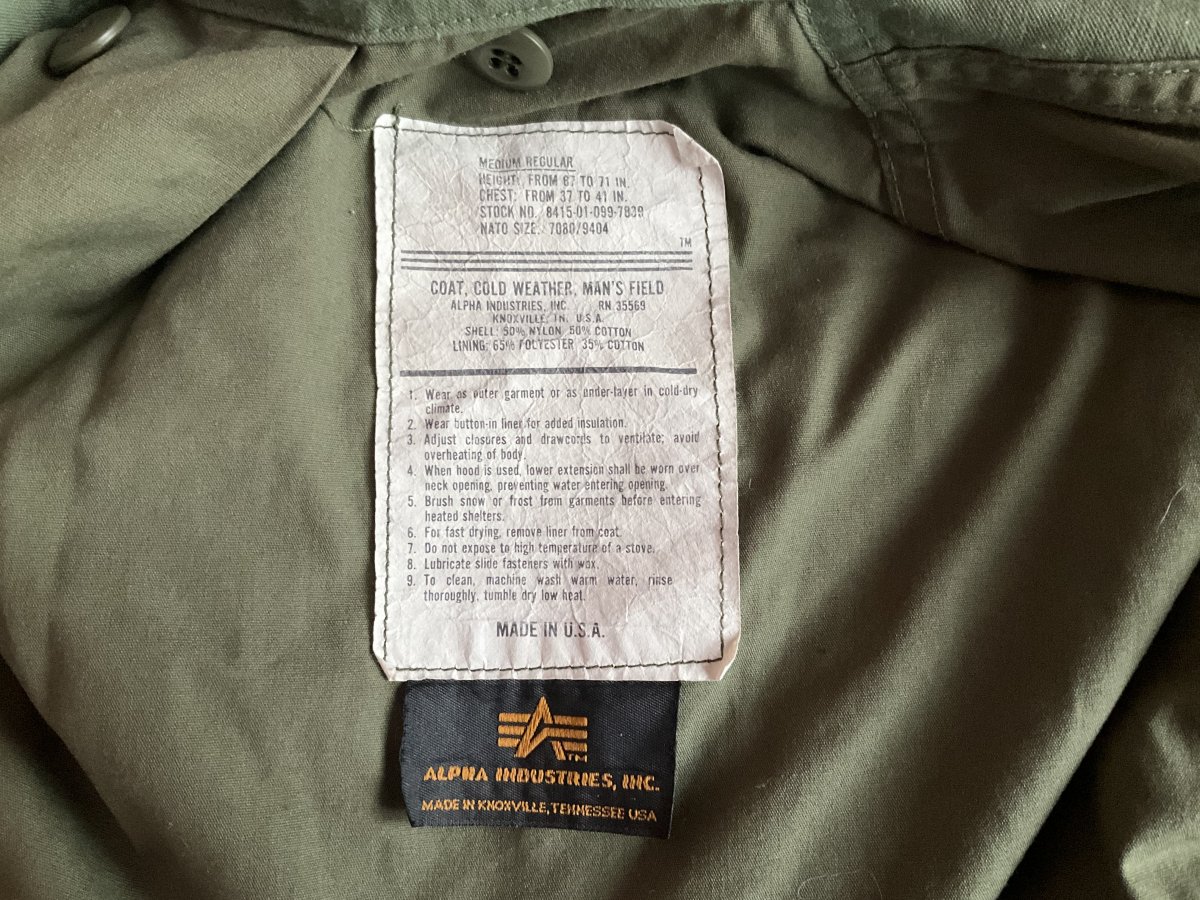 MEDIUM REGULAR
HEIGHT: FROM 67 TO 71 IN.
CHEST: FROM 37 TO 41 IN.
STOCK NO. 8415-01-099-7839
NATO SIZE: 7080/9404
TM
COAT, COLD WEATHER, MAN'S FIELD
ALPHA INDUSTRIES, INC. RN 35569
KNOXVILLE, TN. U.S.A.
SHELL: 50% NYLON 50% COTTON
LINING: 65% POLYESTER 35% COTTON
1. Wear as outer garment or as under-layer in cold-dry
climate.
2. Wear button-in liner for added insulation.
3. Adjust closures and drawcords to ventilate; avoid
overheating of body.
4. When hood is used, lower extension shall be worn over
neck opening, preventing water entering opening.
5. Brush snow or frost from garments before entering
heated shelters.
6. For fast drying, remove liner from coat.
7. Do not expose to high temperature of a stove.
8. Lubricate slide fasteners with wax.
9. To clean, machine wash warm water, rinse
thoroughly, tumble dry low heat.
MADE IN U.S.A.
TM
ALPHA INDUSTRIES, INC.
MADE IN KNOXVILLE, TENNESSEE USA